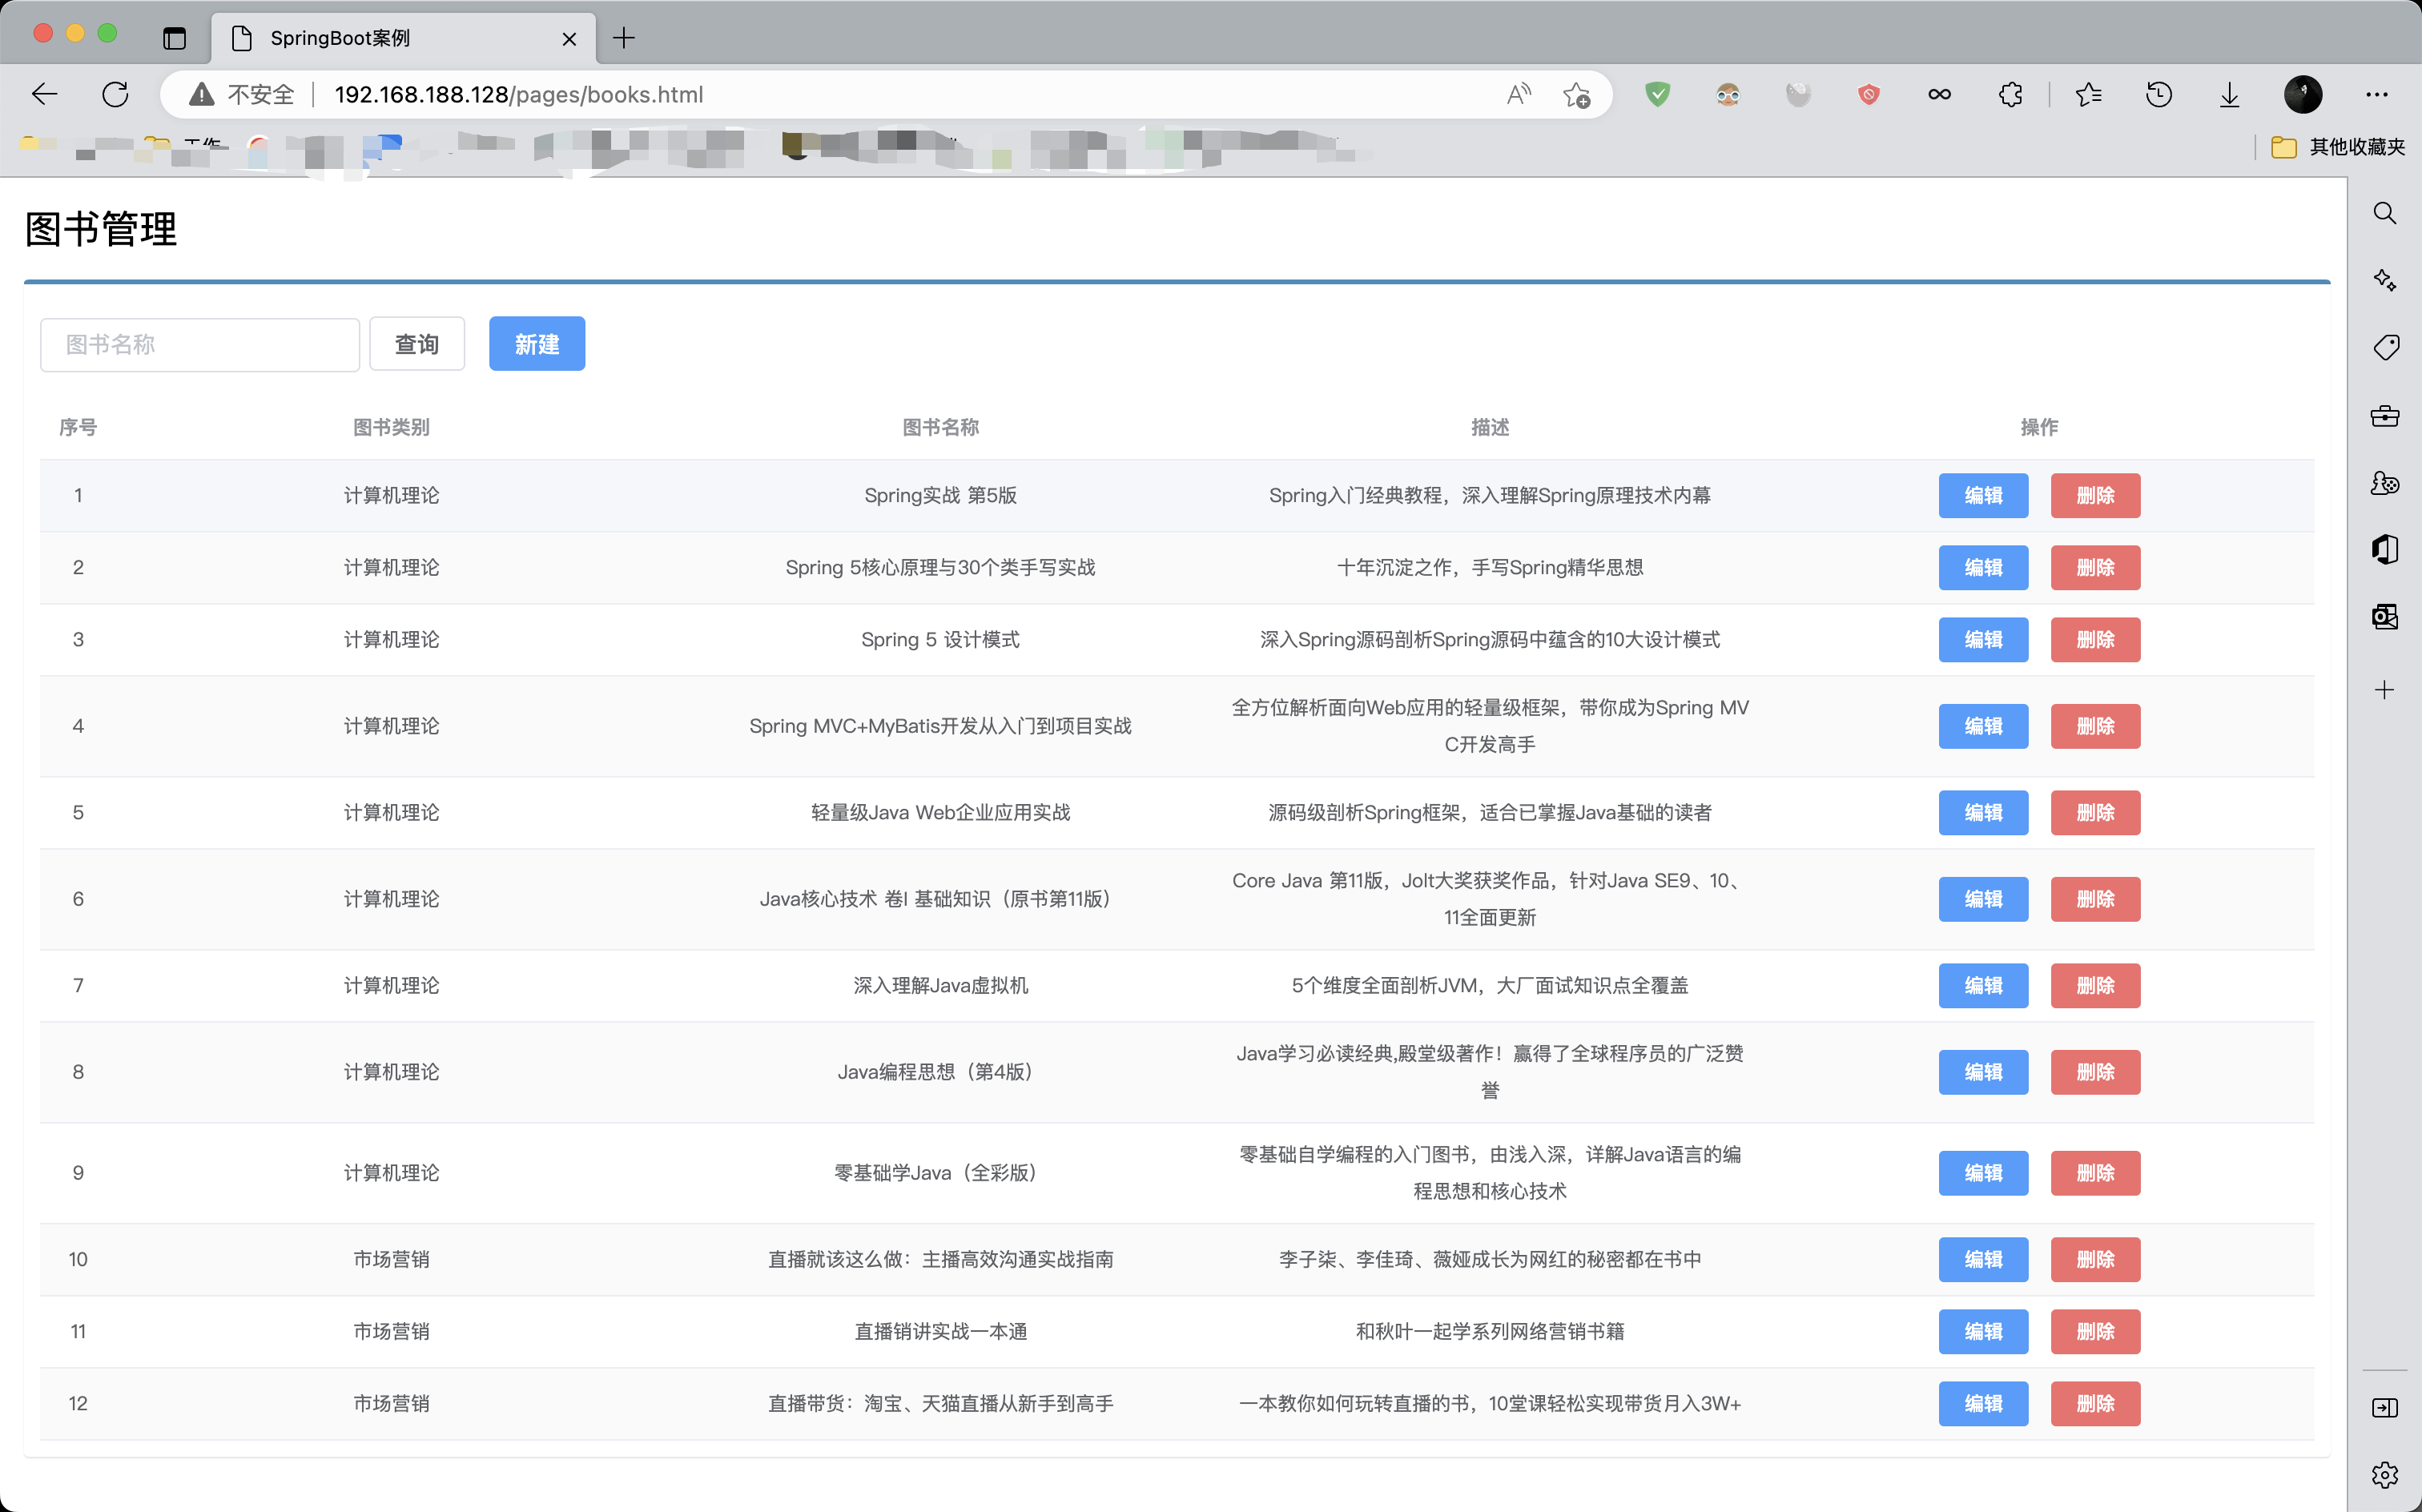 SpringBoot案例
不安全 192.168.188.128/pages/books.html
其他收藏夹
图书管理
图书名称 查询 新建
序号 图书类别 图书名称 描述 操作
1 计算机理论 Spring实战 第5版 Spring入门经典教程，深入理解Spring原理技术内幕 编辑 删除
2 计算机理论 Spring 5核心原理与30个类手写实战 十年沉淀之作，手写Spring精华思想 编辑 删除
3 计算机理论 Spring 5 设计模式 深入Spring源码剖析Spring源码中蕴含的10大设计模式 编辑 删除
4 计算机理论 Spring MVC+MyBatis开发从入门到项目实战 全方位解析面向Web应用的轻量级框架，带你成为Spring MV
C开发高手 编辑 删除
5 计算机理论 轻量级Java Web企业应用实战 源码级剖析Spring框架，适合已掌握Java基础的读者 编辑 删除
6 计算机理论 Java核心技术 卷I 基础知识（原书第11版） Core Java 第11版，Jolt大奖获奖作品，针对Java SE9、10、
11全面更新 编辑 删除
7 计算机理论 深入理解Java虚拟机 5个维度全面剖析JVM，大厂面试知识点全覆盖 编辑 删除
8 计算机理论 Java编程思想（第4版） Java学习必读经典,殿堂级著作！赢得了全球程序员的广泛赞
誉 编辑 删除
9 计算机理论 零基础学Java（全彩版） 零基础自学编程的入门图书，由浅入深，详解Java语言的编
程思想和核心技术 编辑 删除
10 市场营销 直播就该这么做：主播高效沟通实战指南 李子柒、李佳琦、薇娅成长为网红的秘密都在书中 编辑 删除
11 市场营销 直播销讲实战一本通 和秋叶一起学系列网络营销书籍 编辑 删除
12 市场营销 直播带货：淘宝、天猫直播从新手到高手 一本教你如何玩转直播的书，10堂课轻松实现带货月入3W+ 编辑 删除